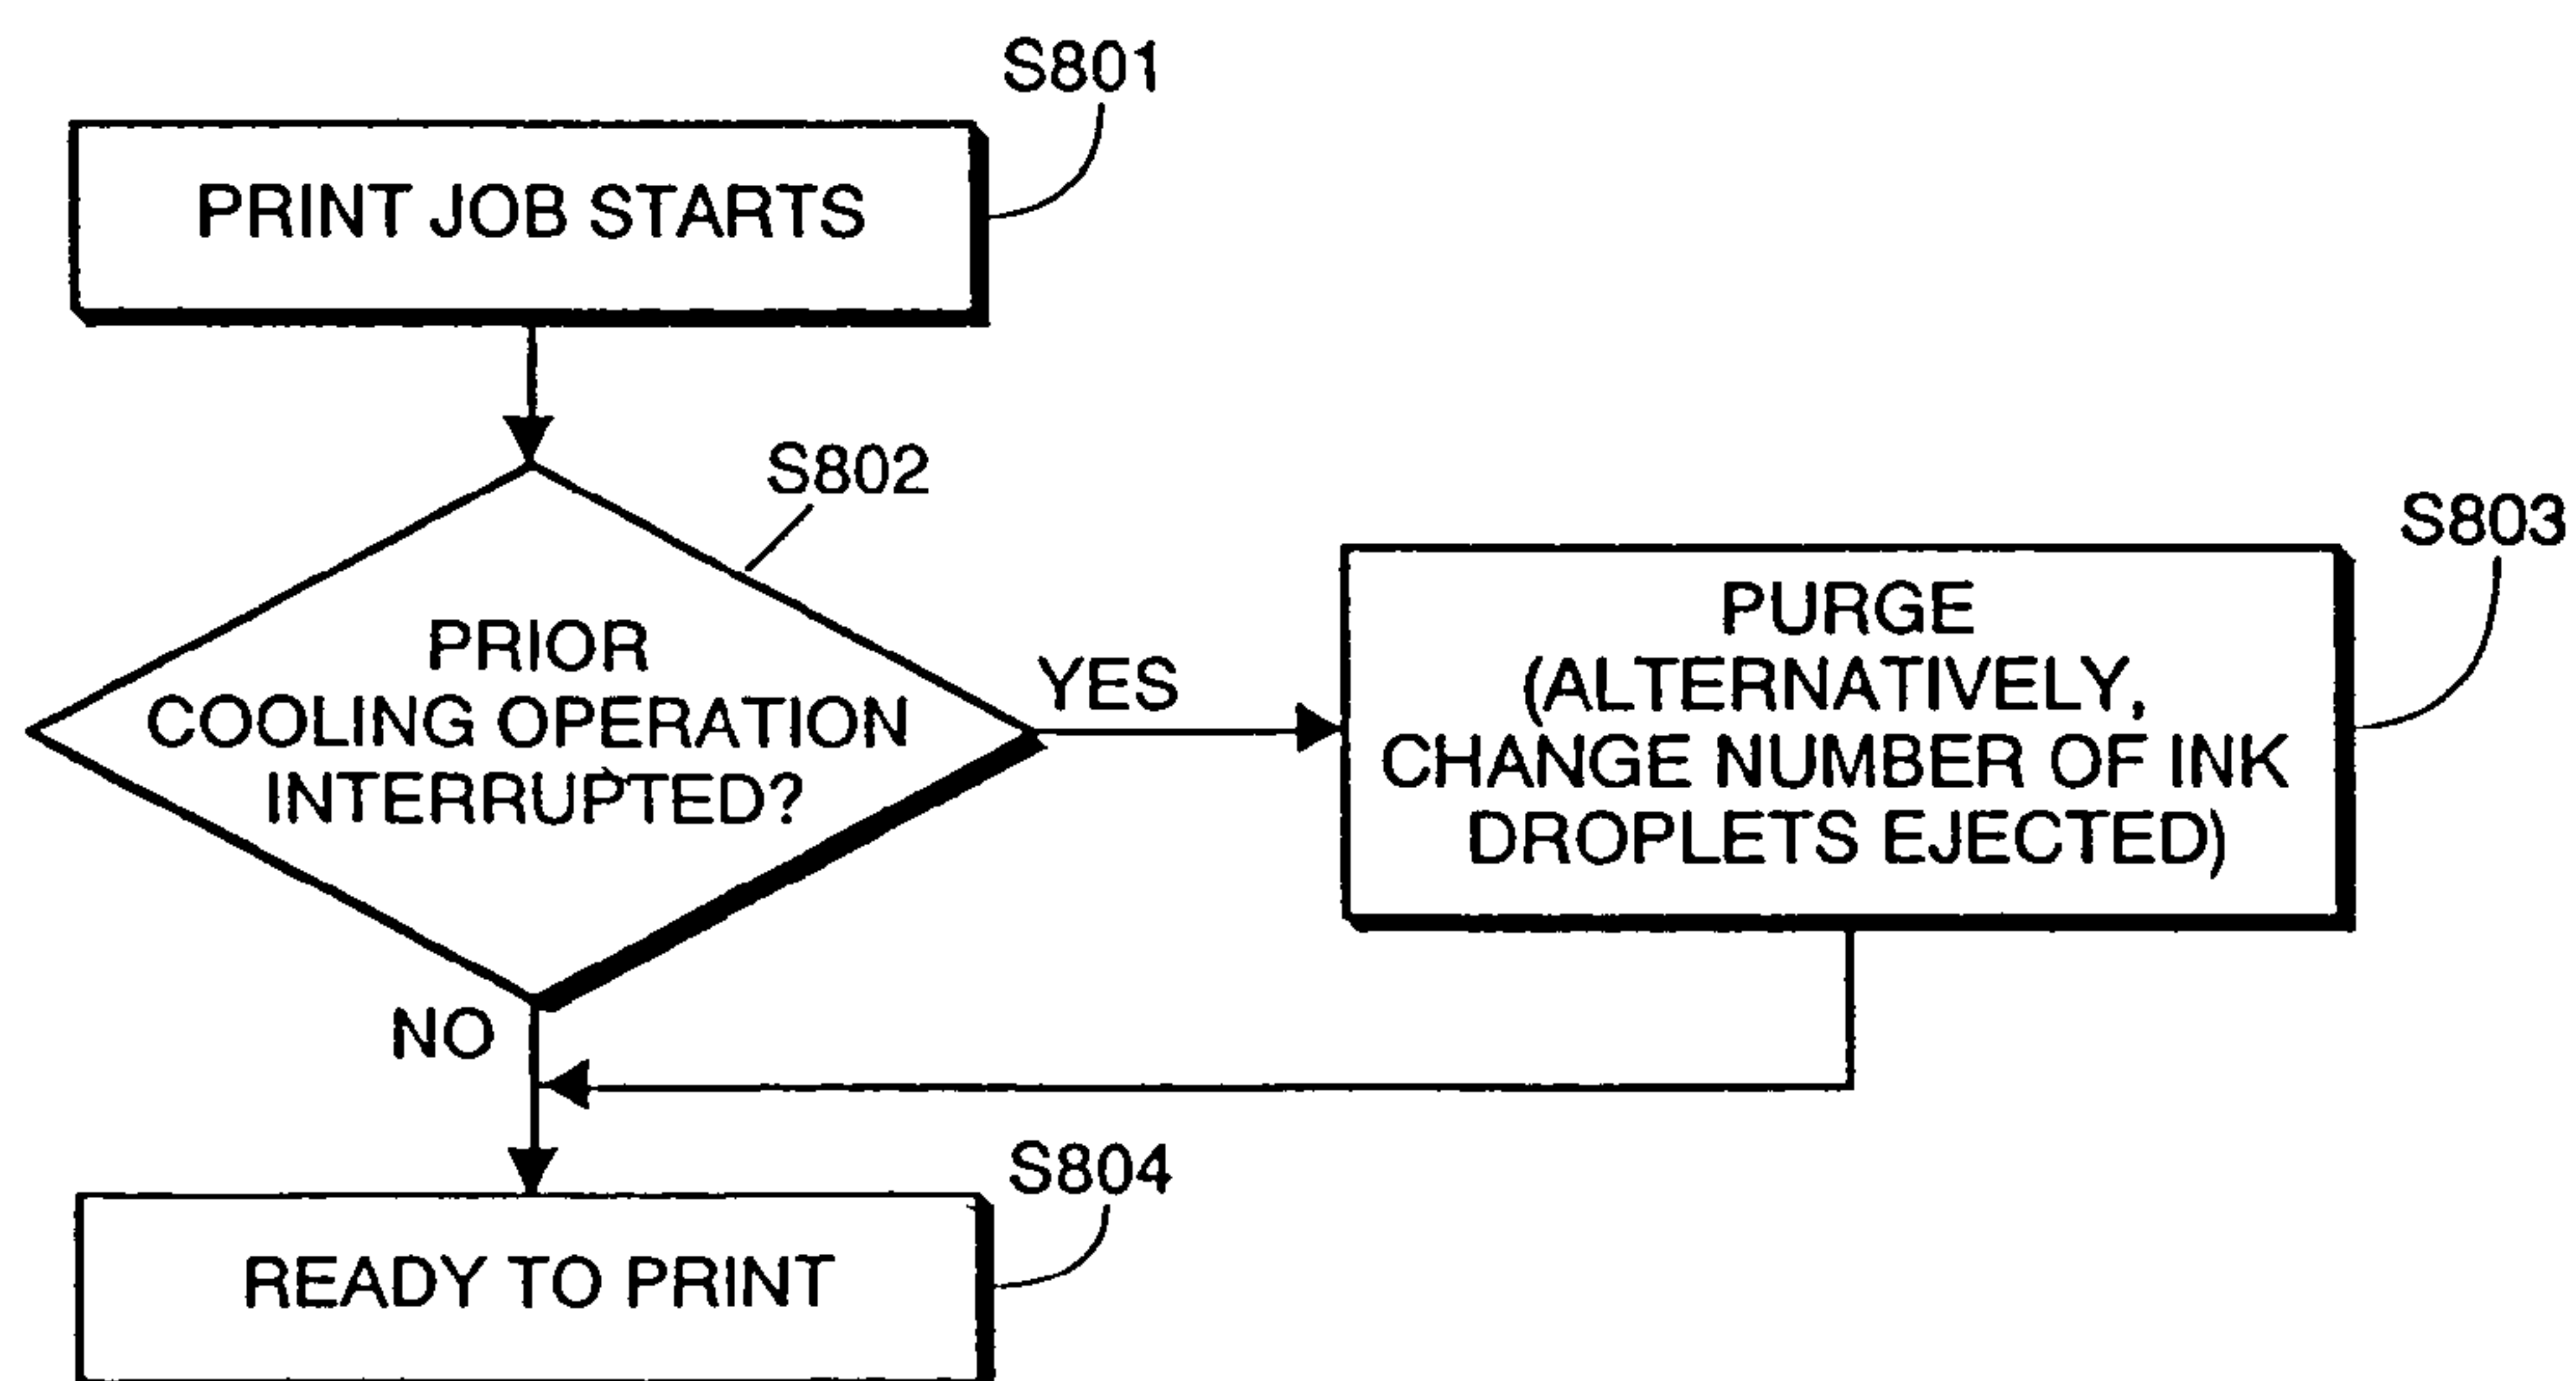 S801
PRINT JOB STARTS
S802
PRIOR
COOLING OPERATION
INTERRUPTED?
YES
S803
PURGE
(ALTERNATIVELY,
CHANGE NUMBER OF INK
DROPLETS EJECTED)
NO
S804
READY TO PRINT